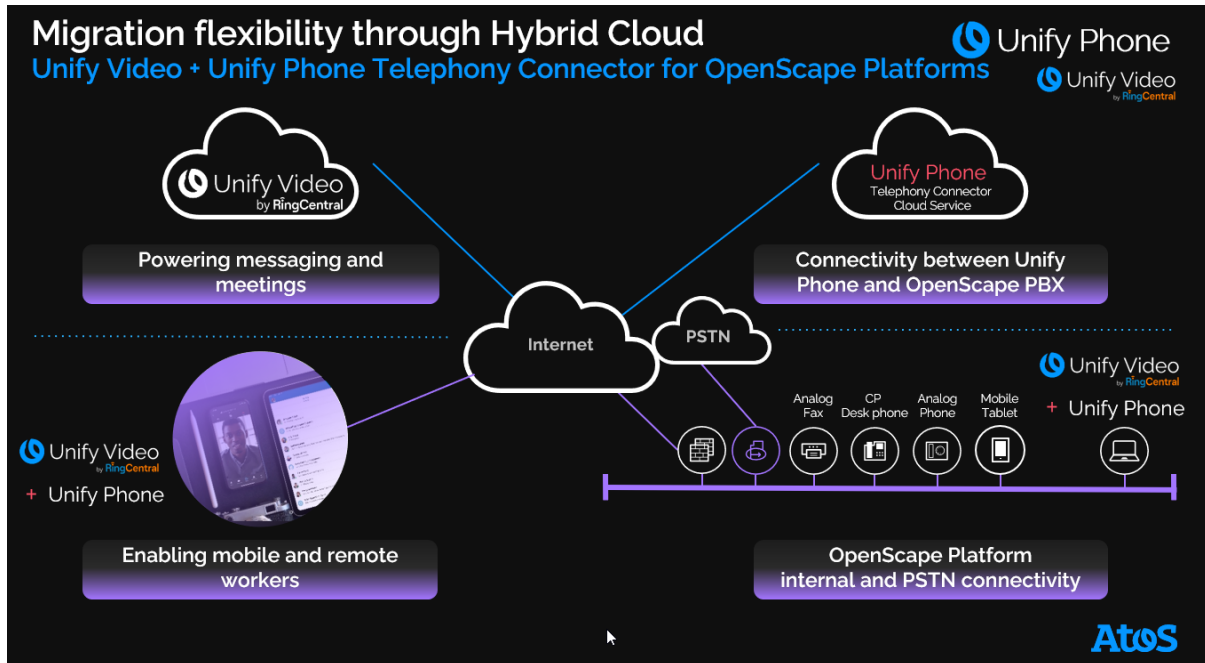 Migration flexibility through Hybrid Cloud
Unify Video + Unify Phone Telephony Connector for OpenScape Platforms
Unify Phone
Unify Video
by RingCentral
Unify Video
by RingCentral
Unify Phone
Telephony Connector
Cloud Service
Powering messaging and
meetings
Connectivity between Unify
Phone and OpenScape PBX
Internet
PSTN
Unify Video
by RingCentral
+ Unify Phone
Analog
Fax
CP
Desk phone
Analog
Phone
Mobile
Tablet
Unify Video
by RingCentral
+ Unify Phone
Enabling mobile and remote
workers
OpenScape Platform
internal and PSTN connectivity
Atos